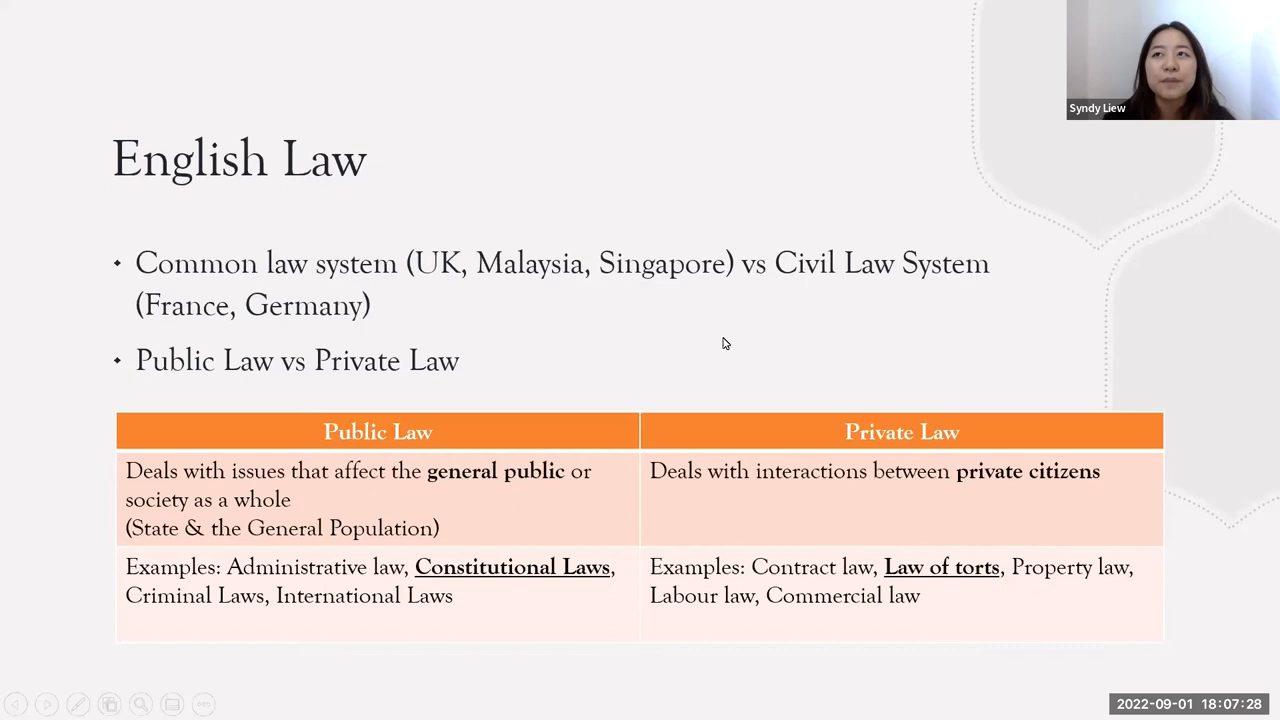 Syndy Liew
English Law
Common law system (UK, Malaysia, Singapore) vs Civil Law System
(France, Germany)
Public Law vs Private Law
Public Law
Private Law
Deals with issues that affect the general public or
society as a whole
(State & the General Population)
Deals with interactions between private citizens
Examples: Administrative law, Constitutional Laws,
Criminal Laws, International Laws
Examples: Contract law, Law of torts, Property law,
Labour law, Commercial law
2022-09-01 18:07:28